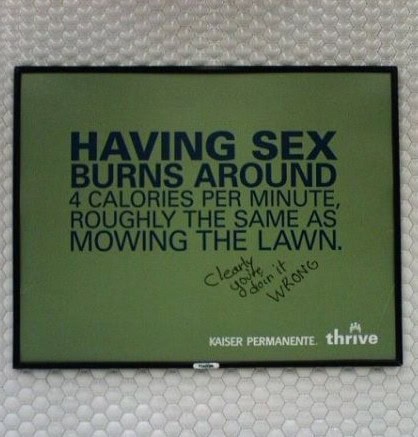 HAVING SEX
BURNS AROUND
4 CALORIES PER MINUTE,
ROUGHLY THE SAME AS
MOWING THE LAWN.
Clearly
you're
doin' it
WRONG
KAISER PERMANENTE. thrive